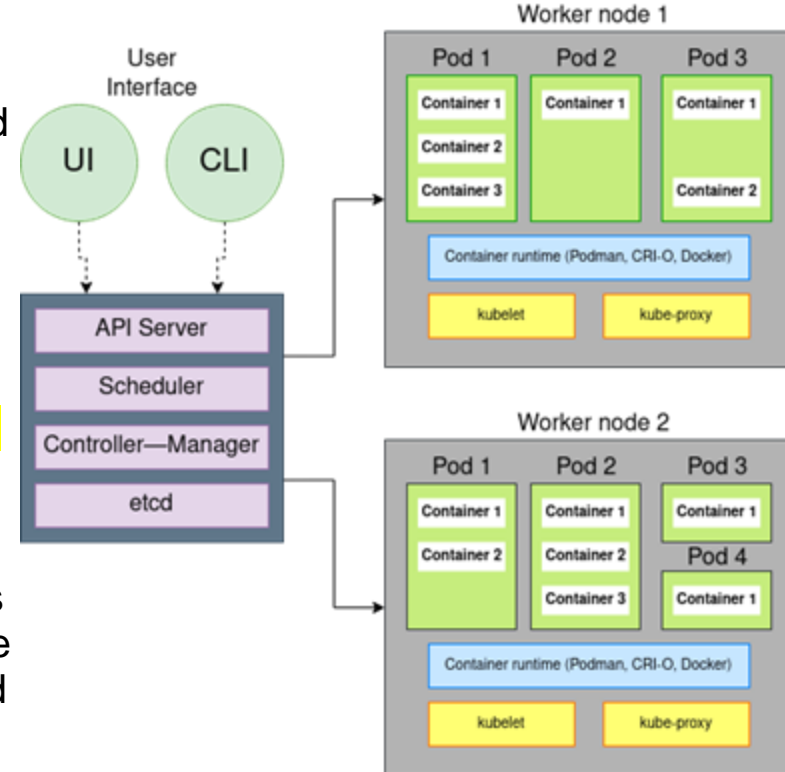 User
Interface
UI
CLI
API Server
Scheduler
Controller—Manager
etcd
Worker node 1
Pod 1
Pod 2
Pod 3
Container 1
Container 1
Container 1
Container 2
Container 3
Container 2
Container runtime (Podman, CRI-O, Docker)
kubelet
kube-proxy
Worker node 2
Pod 1
Pod 2
Pod 3
Container 1
Container 1
Container 1
Container 2
Container 2
Pod 4
Container 3
Container 1
Container runtime (Podman, CRI-O, Docker)
kubelet
kube-proxy